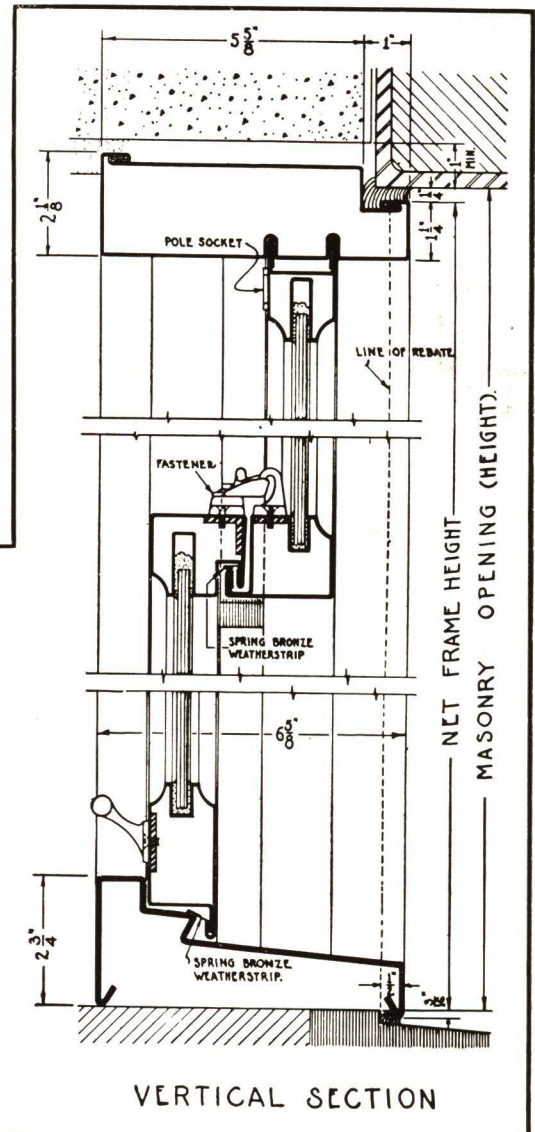 5 5/8"
1"
1" MIN.
2 1/8"
1/4"
1 1/4"
POLE SOCKET
LINE OF REBATE
FASTENER
SPRING BRONZE
WEATHERSTRIP
NET FRAME HEIGHT
MASONRY OPENING (HEIGHT).
6 5/8"
2 3/4"
SPRING BRONZE
WEATHERSTRIP.
VERTICAL SECTION